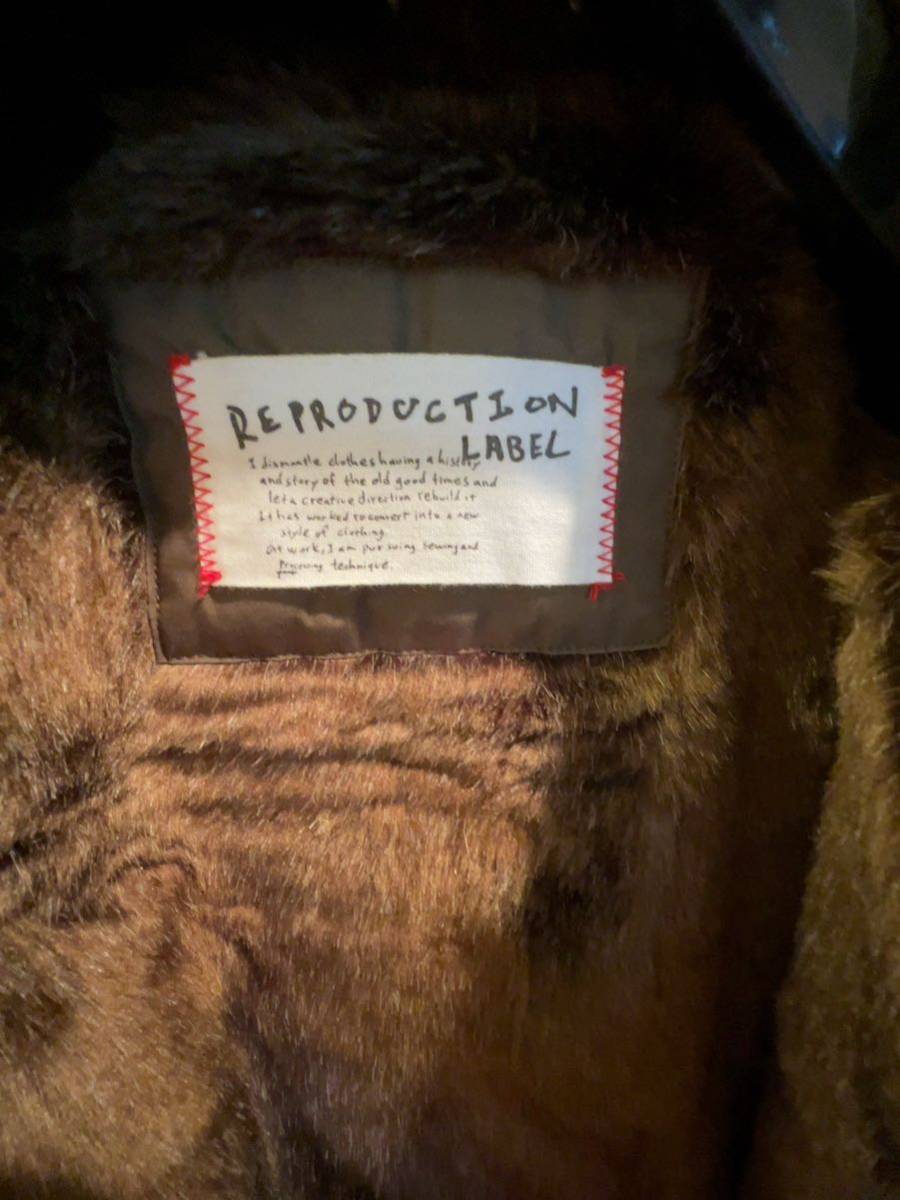 REPRODUCTION
LABEL
I dismantle clothes having a history
and story of the old good times and
let a creative direction rebuild it
It has worked to convert into a new
style of clothing.
At work, I am pursuing sewing and
Processing technique.